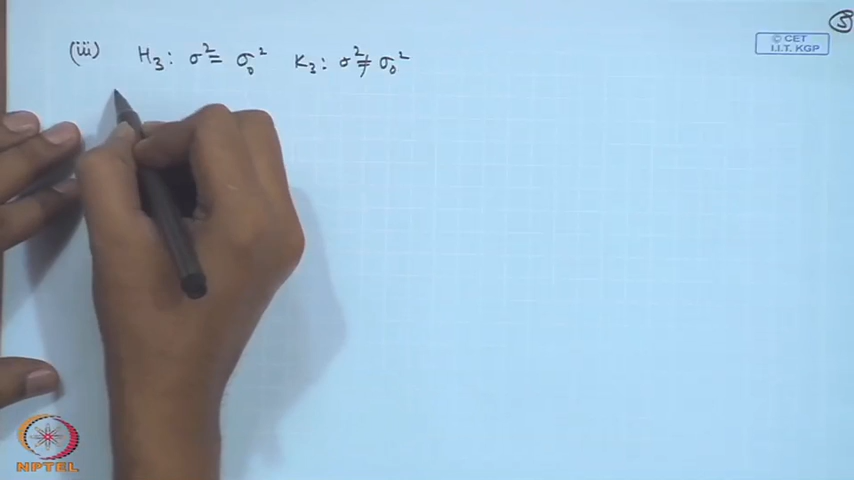 (iii) H₃: σ² = σ₀² K₃: σ² ≠ σ₀²
5
© CET
I.I.T. KGP
NPTEL